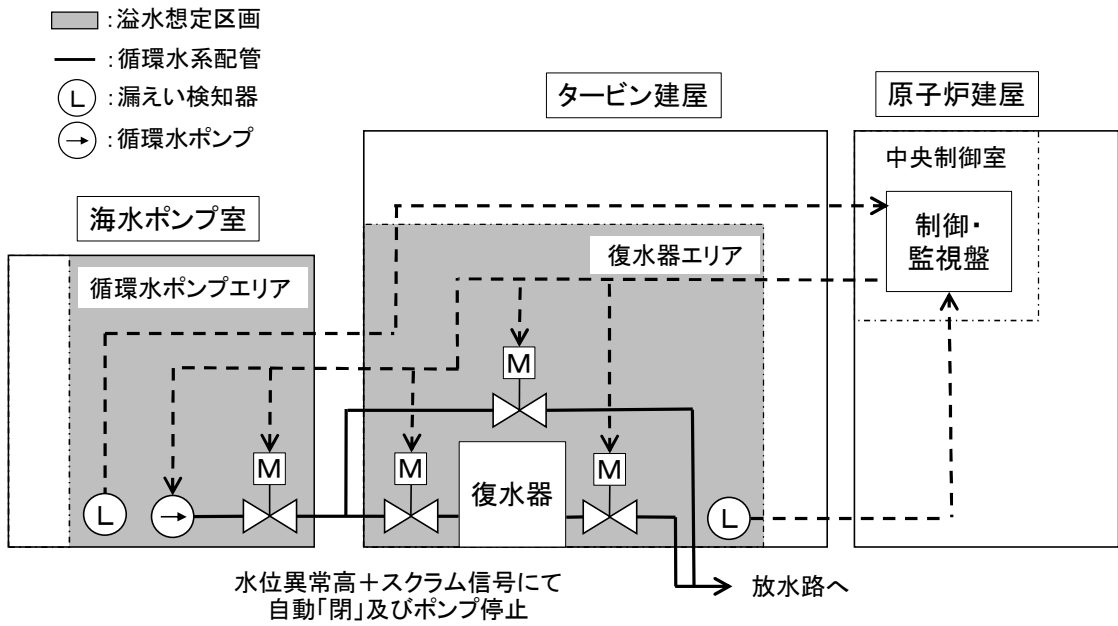 ：溢水想定区画
：循環水系配管
L ：漏えい検知器
：循環水ポンプ
タービン建屋
原子炉建屋
海水ポンプ室
中央制御室
制御・
監視盤
復水器エリア
循環水ポンプエリア
M
M
M
M
復水器
L
L
水位異常高＋スクラム信号にて
自動「閉」及びポンプ停止
放水路へ